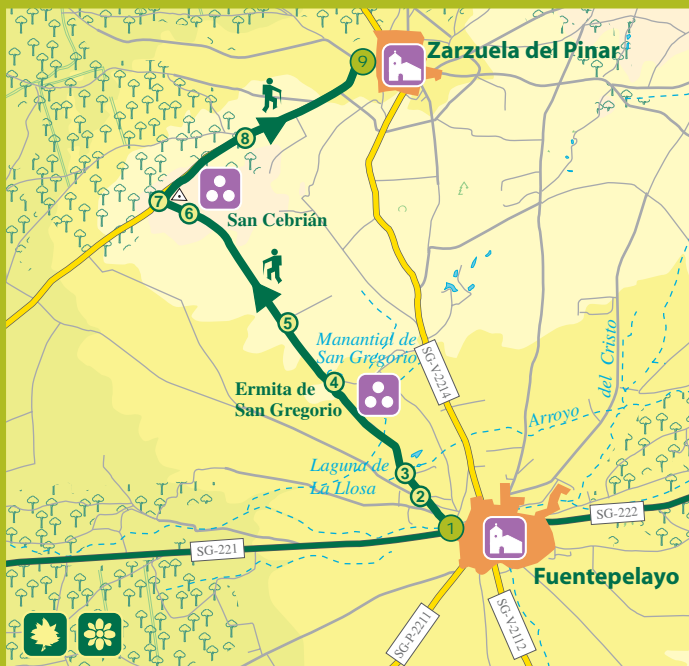 9
Zarzuela del Pinar
8
7
6
San Cebrián
5
Manantial de
San Gregorio
SG-V-2214
del Cristo
4
Ermita de
San Gregorio
Arroyo
Laguna de
La Llosa
3
2
1
SG-222
SG-221
Fuentepelayo
SG-P-2211
SG-V-2112